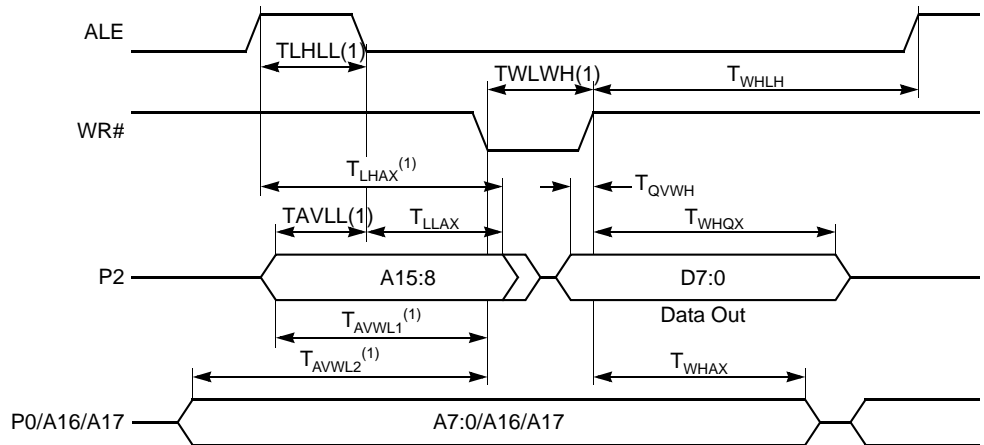 ALE
TLHLL(1)
TWLWH(1)
TWHLH
WR#
TLHAX(1)
TQVWH
TAVLL(1)
TLLAX
TWHQX
P2
A15:8
D7:0
Data Out
TAVWL1(1)
TAVWL2(1)
TWHAX
P0/A16/A17
A7:0/A16/A17